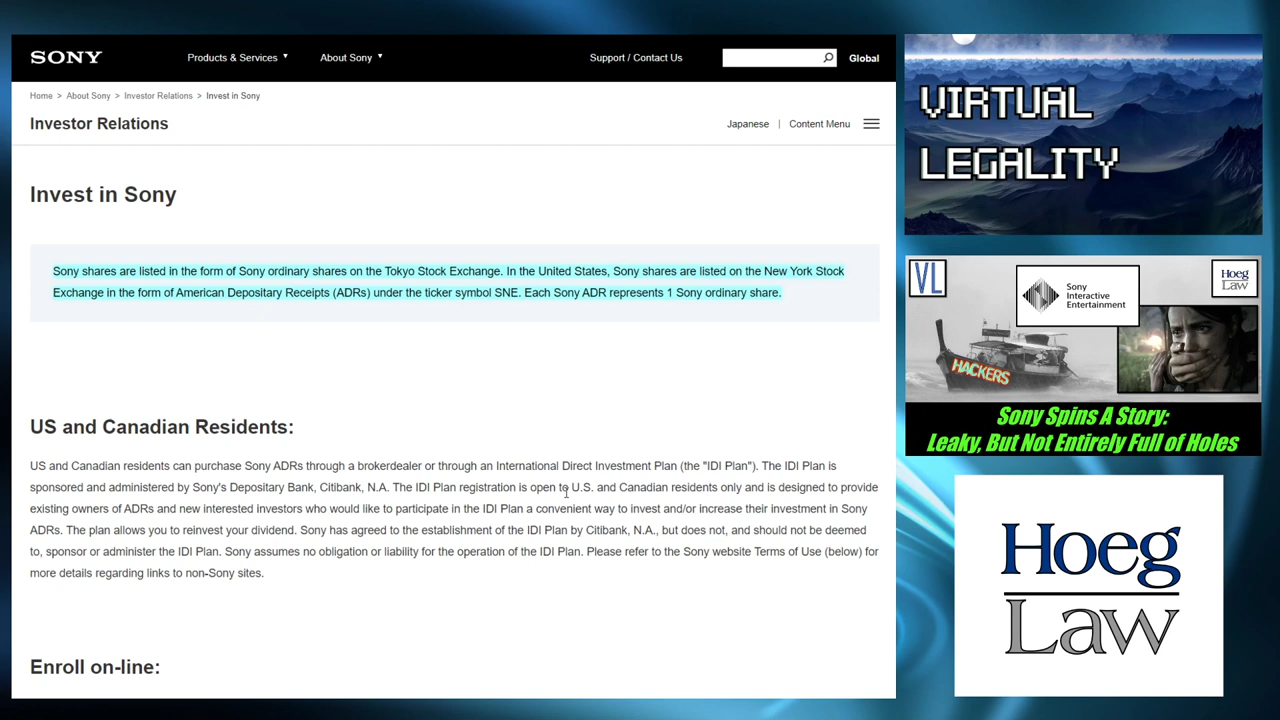 SONY
Products & Services ▼
About Sony ▼
Support / Contact Us
Global
Home > About Sony > Investor Relations > Invest in Sony
Investor Relations
Japanese | Content Menu
Invest in Sony
Sony shares are listed in the form of Sony ordinary shares on the Tokyo Stock Exchange. In the United States, Sony shares are listed on the New York Stock
Exchange in the form of American Depositary Receipts (ADRs) under the ticker symbol SNE. Each Sony ADR represents 1 Sony ordinary share.
US and Canadian Residents:
US and Canadian residents can purchase Sony ADRs through a brokerdealer or through an International Direct Investment Plan (the "IDI Plan"). The IDI Plan is
sponsored and administered by Sony's Depositary Bank, Citibank, N.A. The IDI Plan registration is open to U.S. and Canadian residents only and is designed to provide
existing owners of ADRs and new interested investors who would like to participate in the IDI Plan a convenient way to invest and/or increase their investment in Sony
ADRs. The plan allows you to reinvest your dividend. Sony has agreed to the establishment of the IDI Plan by Citibank, N.A., but does not, and should not be deemed
to, sponsor or administer the IDI Plan. Sony assumes no obligation or liability for the operation of the IDI Plan. Please refer to the Sony website Terms of Use (below) for
more details regarding links to non-Sony sites.
Enroll on-line:
VIRTUAL
LEGALITY
VL
Sony
Interactive
Entertainment
Hoeg
Law
HACKERS
Sony Spins A Story:
Leaky, But Not Entirely Full of Holes
Hoeg
Law